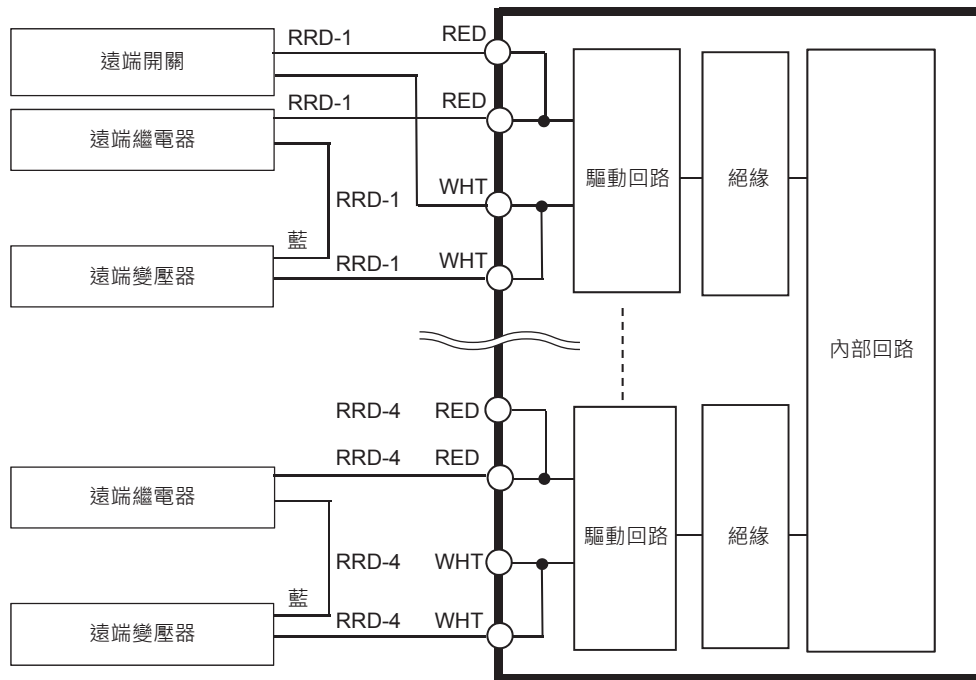 遠端開關
RRD-1
RED
RRD-1
RED
遠端繼電器
RRD-1
WHT
藍
遠端變壓器
RRD-1
WHT
驅動回路
絕緣
內部回路
RRD-4
RED
RRD-4
RED
遠端繼電器
RRD-4
WHT
藍
遠端變壓器
RRD-4
WHT
驅動回路
絕緣